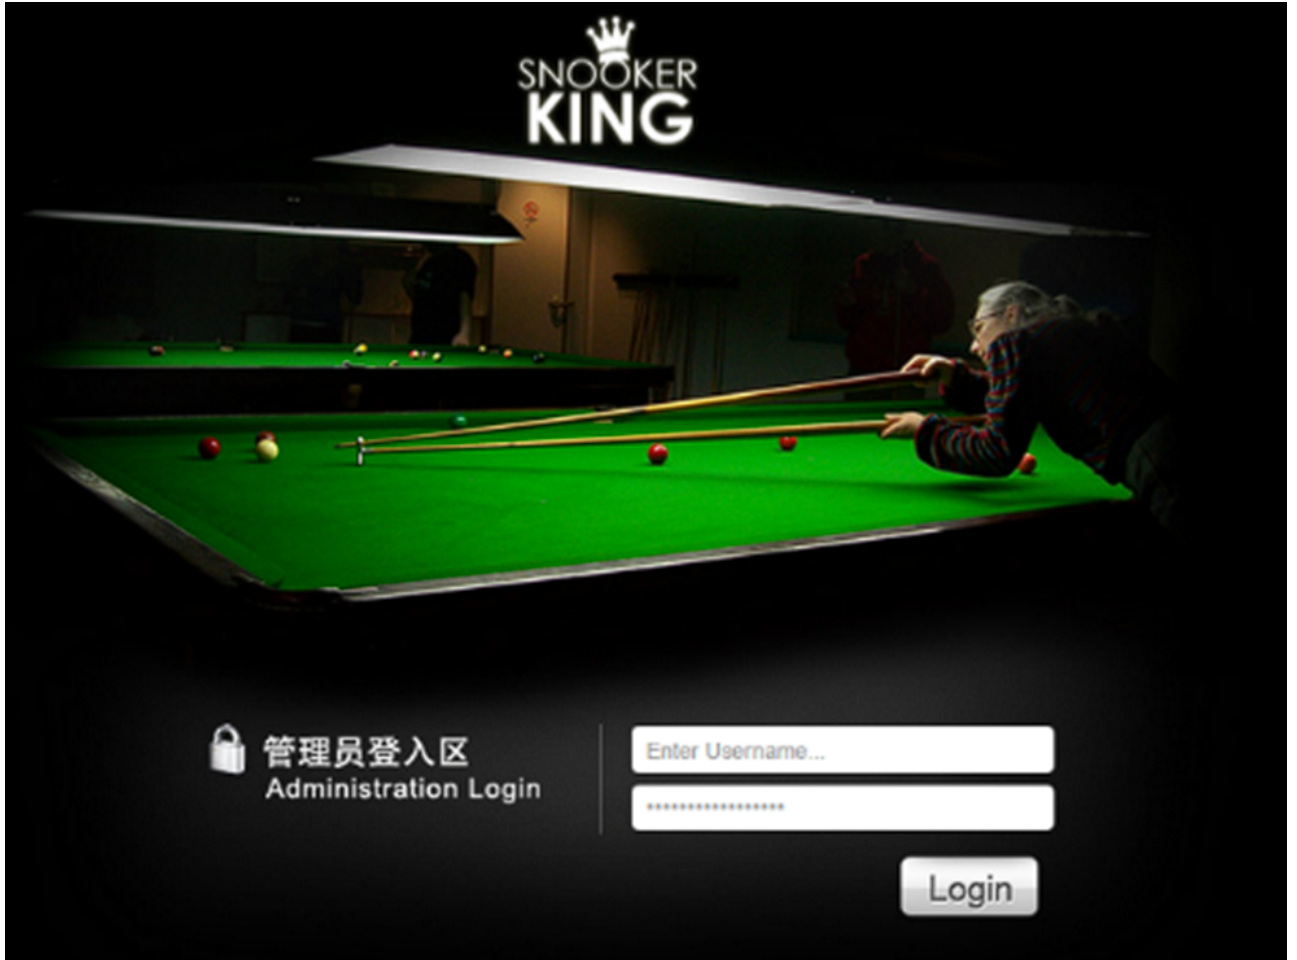 SNOOKER
KING
管理员登入区
Administration Login
Enter Username...
•••••••••••••••••
Login